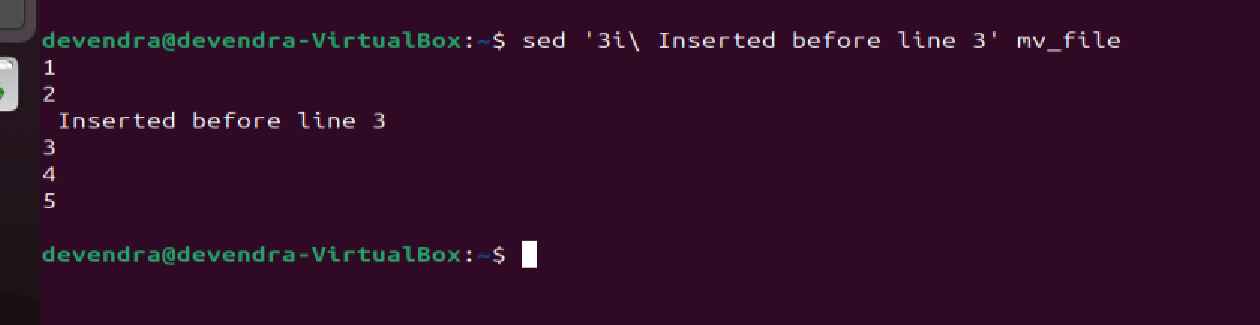 devendra@devendra-VirtualBox:~$ sed '3i\ Inserted before line 3' mv_file
1
2
 Inserted before line 3
3
4
5
devendra@devendra-VirtualBox:~$